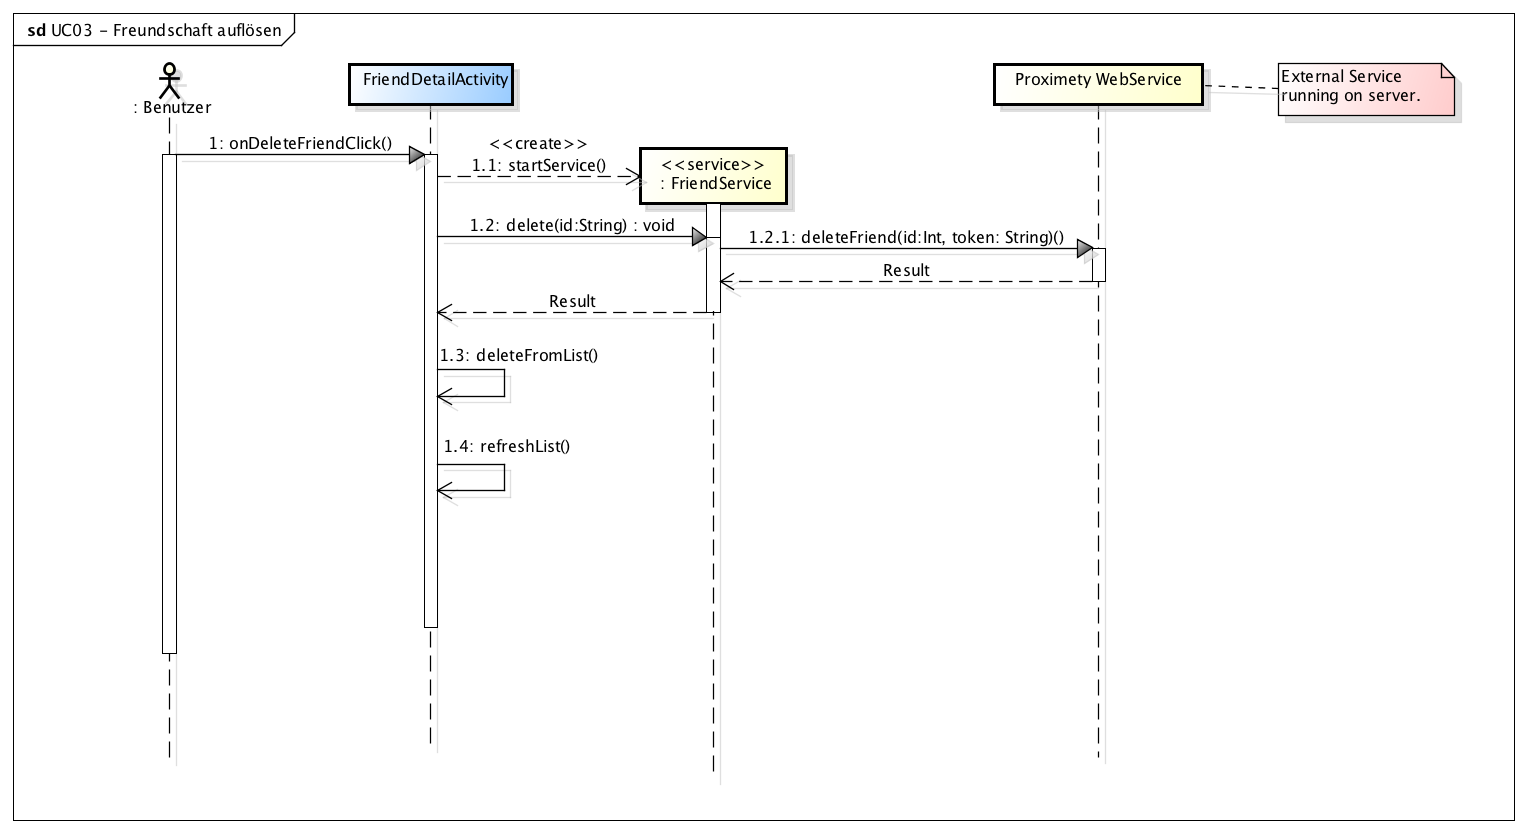 sd UC03 - Freundschaft auflösen
: Benutzer
FriendDetailActivity
Proximety WebService
External Service
running on server.
1: onDeleteFriendClick()
<<create>>
1.1: startService()
<<service>>
: FriendService
1.2: delete(id:String) : void
1.2.1: deleteFriend(id:Int, token: String)()
Result
Result
1.3: deleteFromList()
1.4: refreshList()